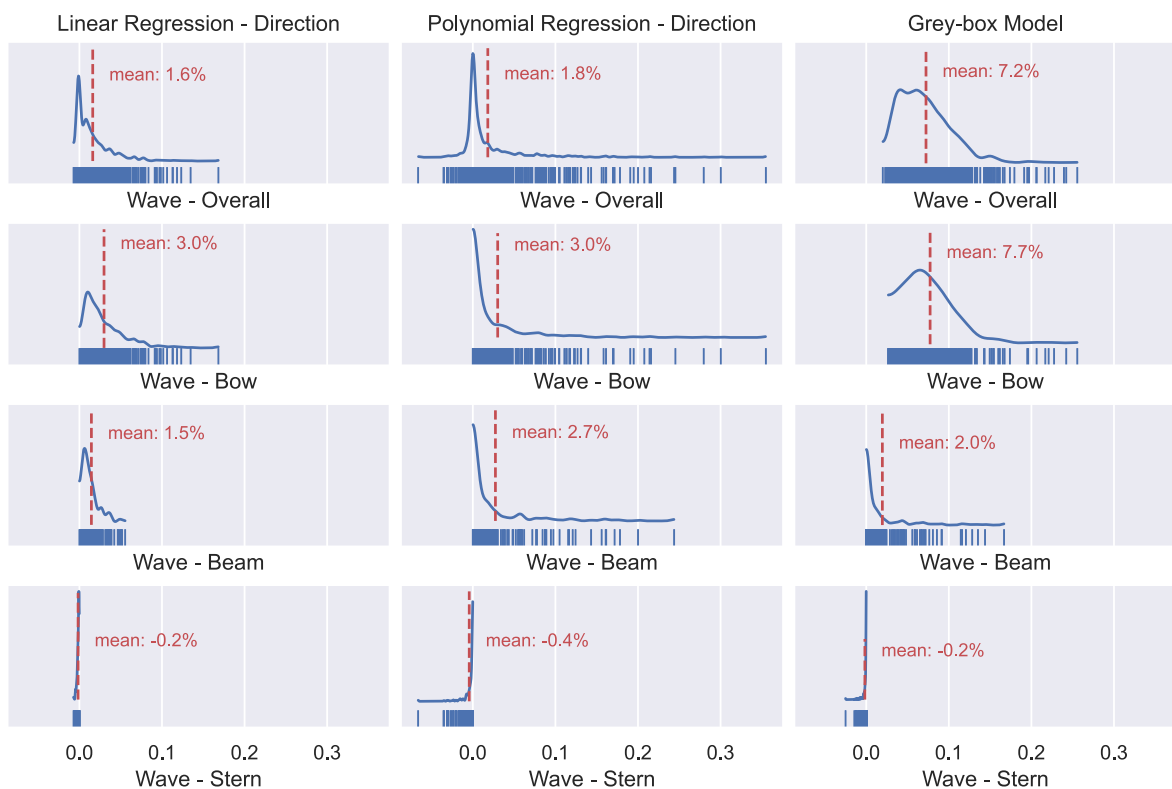 Linear Regression - Direction Polynomial Regression - Direction Grey-box Model
mean: 1.6% mean: 1.8% mean: 7.2%
Wave - Overall Wave - Overall Wave - Overall
mean: 3.0% mean: 3.0% mean: 7.7%
Wave - Bow Wave - Bow Wave - Bow
mean: 1.5% mean: 2.7% mean: 2.0%
Wave - Beam Wave - Beam Wave - Beam
mean: -0.2% mean: -0.4% mean: -0.2%
0.0 0.1 0.2 0.3 0.0 0.1 0.2 0.3 0.0 0.1 0.2 0.3
Wave - Stern Wave - Stern Wave - Stern